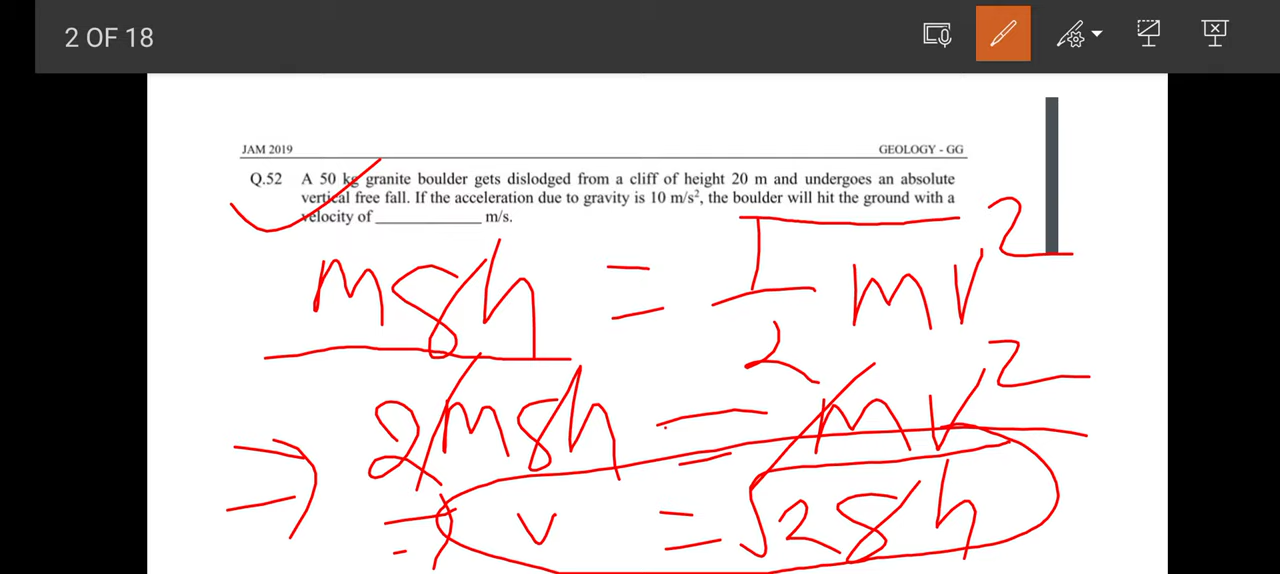 2 OF 18
JAM 2019 GEOLOGY - GG
Q.52 A 50 kg granite boulder gets dislodged from a cliff of height 20 m and undergoes an absolute
vertical free fall. If the acceleration due to gravity is 10 m/s², the boulder will hit the ground with a
velocity of ____________ m/s.
mgh = 1/2 mv²
⇒ 2mgh = mv²
⇒ v = √2gh